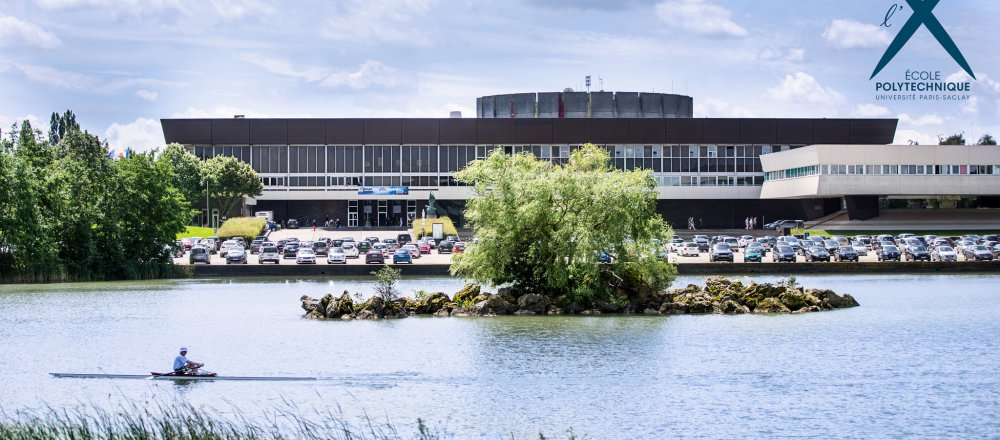 l'X
ÉCOLE
POLYTECHNIQUE
UNIVERSITÉ PARIS-SACLAY